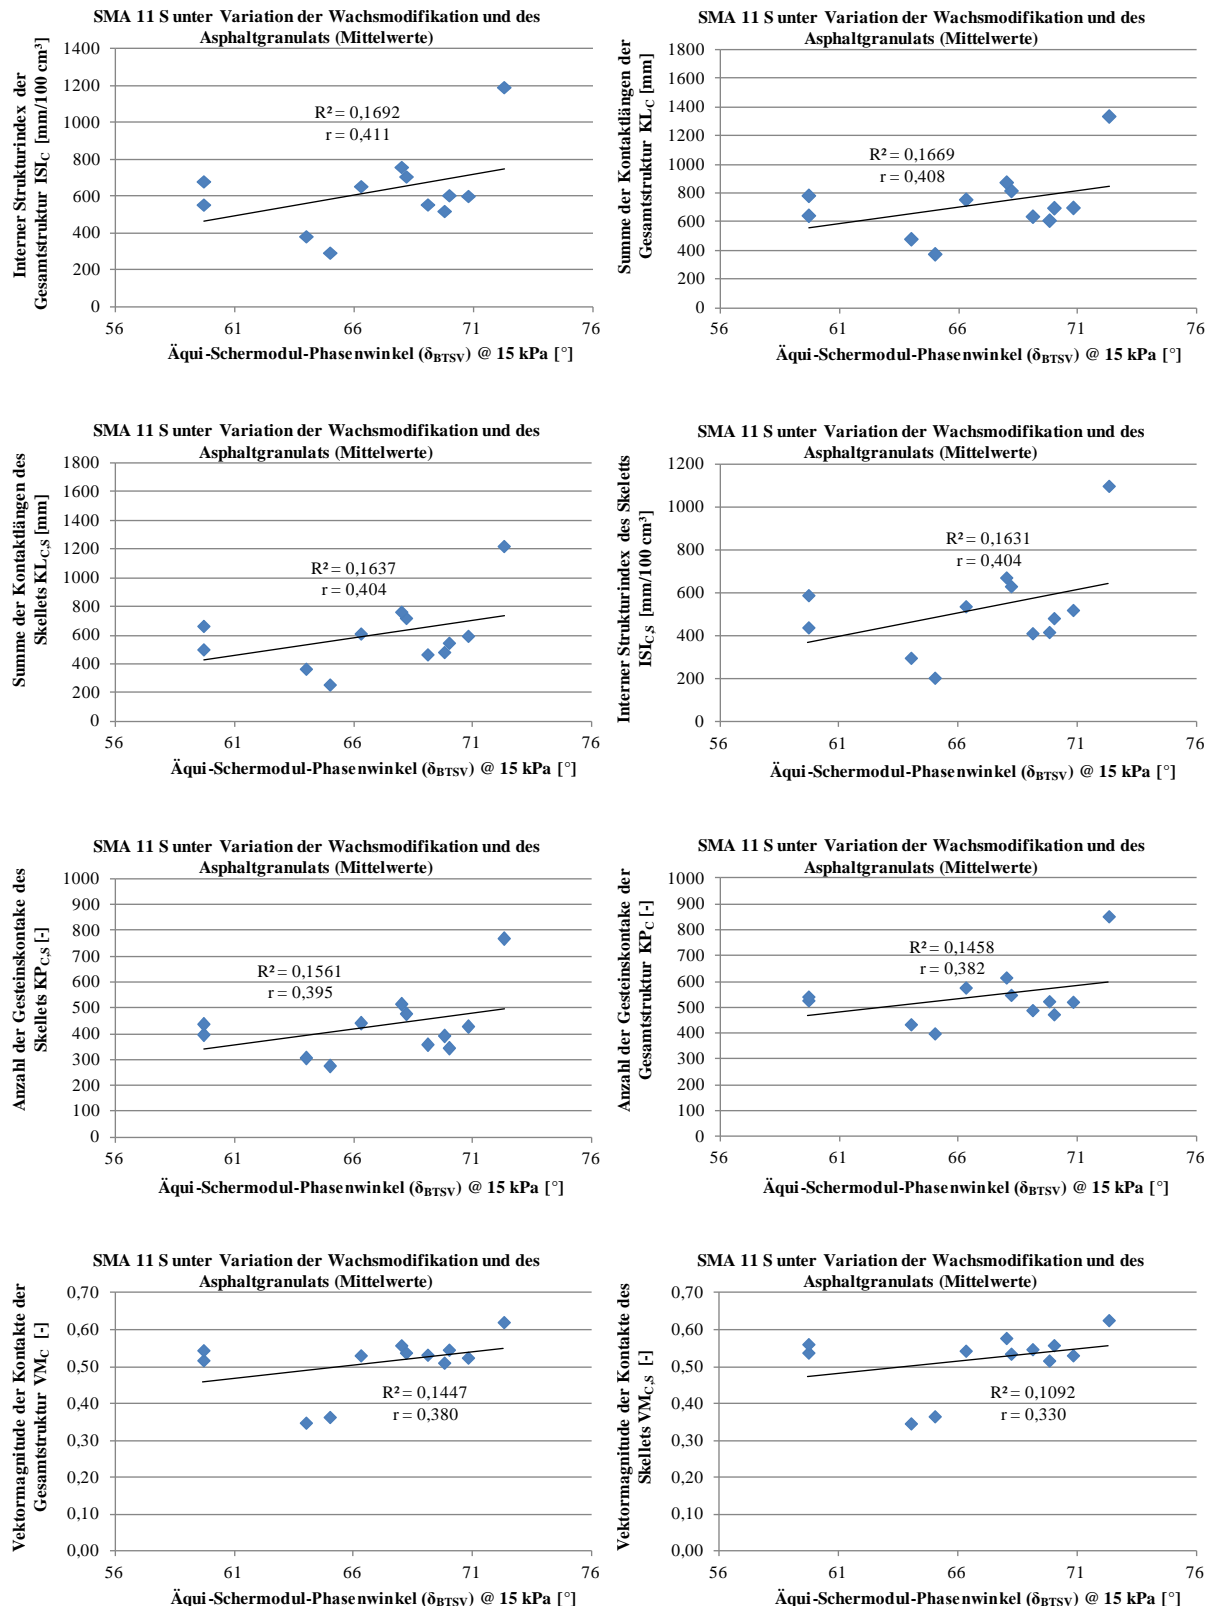 SMA 11 S unter Variation der Wachsmodifikation und des
Asphaltgranulats (Mittelwerte)
Interner Strukturindex der
Gesamtstruktur ISI_C [mm/100 cm³]
1400
1200
1000
800
600
400
200
0
R² = 0,1692
r = 0,411
56 61 66 71 76
Äqui-Schermodul-Phasenwinkel (δ_BTSV) @ 15 kPa [°]
SMA 11 S unter Variation der Wachsmodifikation und des
Asphaltgranulats (Mittelwerte)
Summe der Kontaktlängen der
Gesamtstruktur KL_C [mm]
1800
1600
1400
1200
1000
800
600
400
200
0
R² = 0,1669
r = 0,408
56 61 66 71 76
Äqui-Schermodul-Phasenwinkel (δ_BTSV) @ 15 kPa [°]
SMA 11 S unter Variation der Wachsmodifikation und des
Asphaltgranulats (Mittelwerte)
Summe der Kontaktlängen des
Skellets KL_C,S [mm]
1800
1600
1400
1200
1000
800
600
400
200
0
R² = 0,1637
r = 0,404
56 61 66 71 76
Äqui-Schermodul-Phasenwinkel (δ_BTSV) @ 15 kPa [°]
SMA 11 S unter Variation der Wachsmodifikation und des
Asphaltgranulats (Mittelwerte)
Interner Strukturindex des Skeletts
ISI_C,S [mm/100 cm³]
1200
1000
800
600
400
200
0
R² = 0,1631
r = 0,404
56 61 66 71 76
Äqui-Schermodul-Phasenwinkel (δ_BTSV) @ 15 kPa [°]
SMA 11 S unter Variation der Wachsmodifikation und des
Asphaltgranulats (Mittelwerte)
Anzahl der Gesteinskontake des
Skellets KP_C,S [-]
1000
900
800
700
600
500
400
300
200
100
0
R² = 0,1561
r = 0,395
56 61 66 71 76
Äqui-Schermodul-Phasenwinkel (δ_BTSV) @ 15 kPa [°]
SMA 11 S unter Variation der Wachsmodifikation und des
Asphaltgranulats (Mittelwerte)
Anzahl der Gesteinskontake der
Gesamtstruktur KP_C [-]
1000
900
800
700
600
500
400
300
200
100
0
R² = 0,1458
r = 0,382
56 61 66 71 76
Äqui-Schermodul-Phasenwinkel (δ_BTSV) @ 15 kPa [°]
SMA 11 S unter Variation der Wachsmodifikation und des
Asphaltgranulats (Mittelwerte)
Vektormagnitude der Kontakte der
Gesamtstruktur VM_C [-]
0,70
0,60
0,50
0,40
0,30
0,20
0,10
0,00
R² = 0,1447
r = 0,380
56 61 66 71 76
Äqui-Schermodul-Phasenwinkel (δ_BTSV) @ 15 kPa [°]
SMA 11 S unter Variation der Wachsmodifikation und des
Asphaltgranulats (Mittelwerte)
Vektormagnitude der Kontakte des
Skellets VM_C,S [-]
0,70
0,60
0,50
0,40
0,30
0,20
0,10
0,00
R² = 0,1092
r = 0,330
56 61 66 71 76
Äqui-Schermodul-Phasenwinkel (δ_BTSV) @ 15 kPa [°]